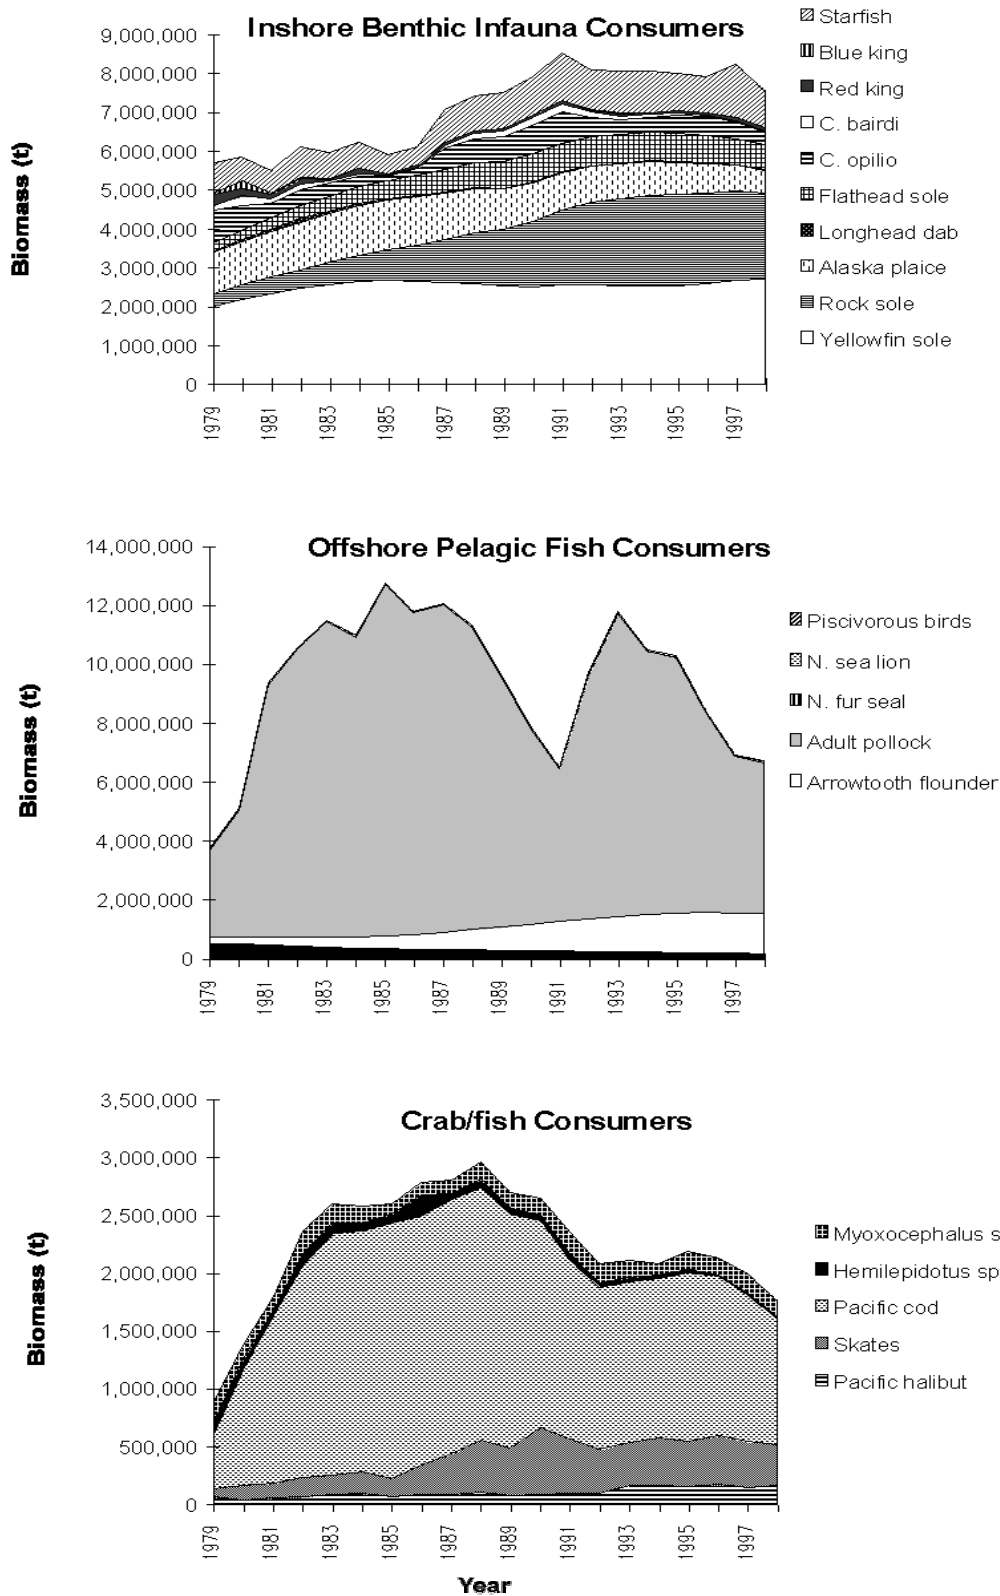 Inshore Benthic Infauna Consumers
Biomass (t)
9,000,000
8,000,000
7,000,000
6,000,000
5,000,000
4,000,000
3,000,000
2,000,000
1,000,000
0
1979 1981 1983 1985 1987 1989 1991 1993 1995 1997
Starfish
Blue king
Red king
C. bairdi
C. opilio
Flathead sole
Longhead dab
Alaska plaice
Rock sole
Yellowfin sole
Offshore Pelagic Fish Consumers
Biomass (t)
14,000,000
12,000,000
10,000,000
8,000,000
6,000,000
4,000,000
2,000,000
0
1979 1981 1983 1985 1987 1989 1991 1993 1995 1997
Piscivorous birds
N. sea lion
N. fur seal
Adult pollock
Arrowtooth flounder
Crab/fish Consumers
Biomass (t)
3,500,000
3,000,000
2,500,000
2,000,000
1,500,000
1,000,000
500,000
0
1979 1981 1983 1985 1987 1989 1991 1993 1995 1997
Year
Myoxocephalus s
Hemilepidotus sp
Pacific cod
Skates
Pacific halibut